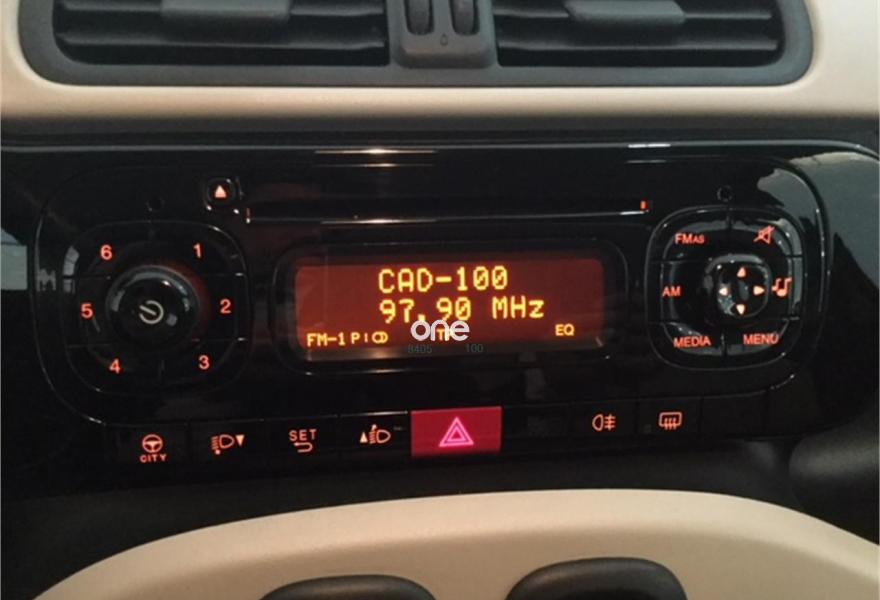 CAD-100
97.90 MHz
FM-1 P:
EQ
one
8405 100
6 1
5 2
4 3
FMAS
AM
MEDIA MENU
CITY
SET